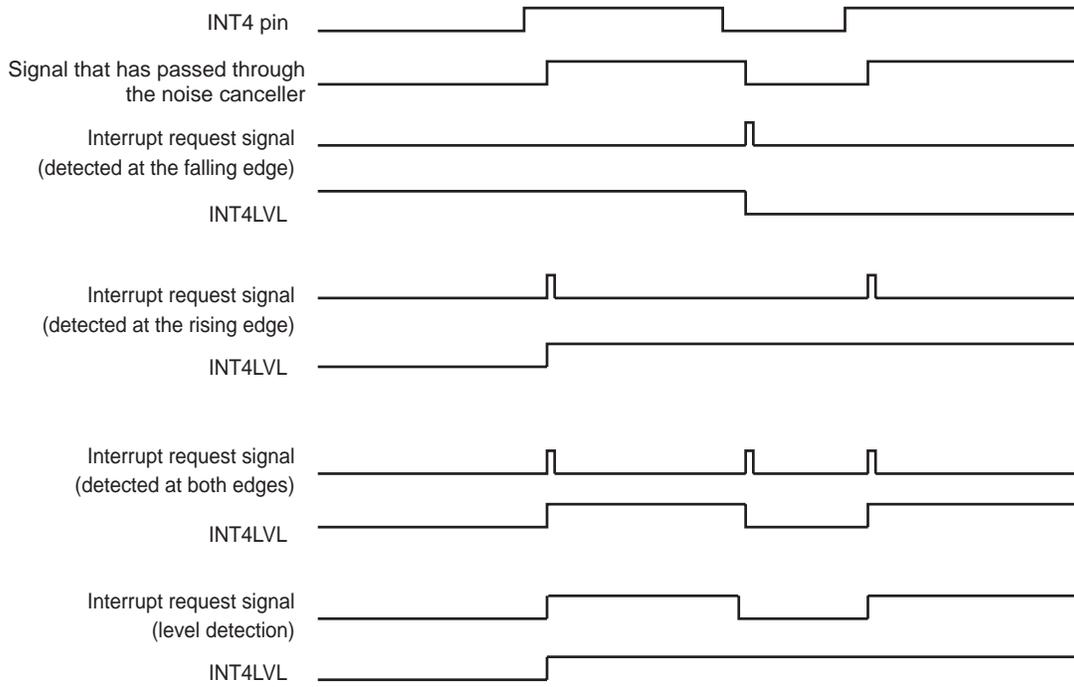 INT4 pin
Signal that has passed through
the noise canceller
Interrupt request signal
(detected at the falling edge)
INT4LVL
Interrupt request signal
(detected at the rising edge)
INT4LVL
Interrupt request signal
(detected at both edges)
INT4LVL
Interrupt request signal
(level detection)
INT4LVL